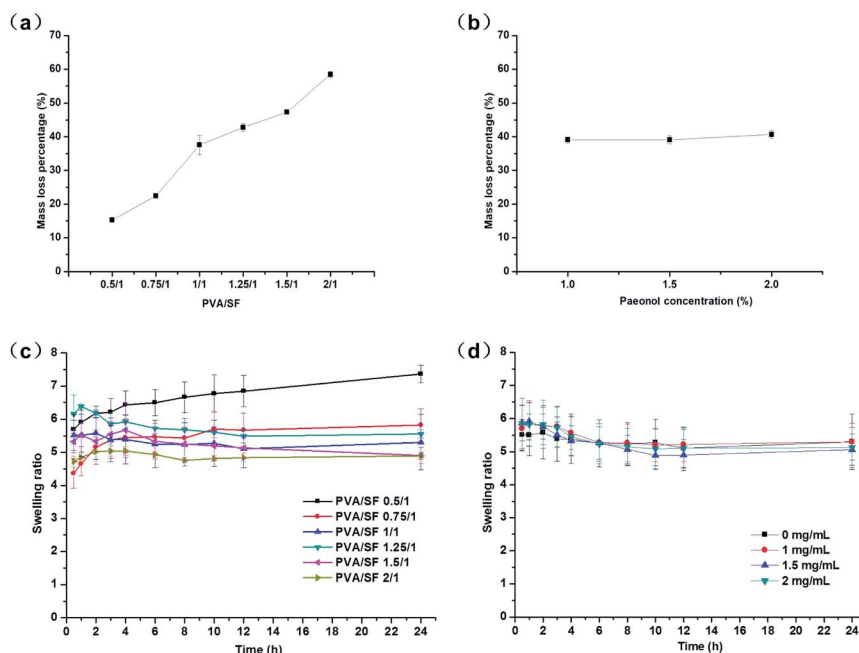 (a)
70
60
50
40
30
20
10
0
Mass loss percentage (%)
0.5/1 0.75/1 1/1 1.25/1 1.5/1 2/1
PVA/SF
(b)
70
60
50
40
30
20
10
0
Mass loss percentage (%)
1.0 1.5 2.0
Paeonol concentration (%)
(c)
8
7
6
5
4
3
2
1
0
Swelling ratio
PVA/SF 0.5/1
PVA/SF 0.75/1
PVA/SF 1/1
PVA/SF 1.25/1
PVA/SF 1.5/1
PVA/SF 2/1
0 2 4 6 8 10 12 14 16 18 20 22 24
Time (h)
(d)
8
7
6
5
4
3
2
1
0
Swelling ratio
0 mg/mL
1 mg/mL
1.5 mg/mL
2 mg/mL
0 2 4 6 8 10 12 14 16 18 20 22 24
Time (h)